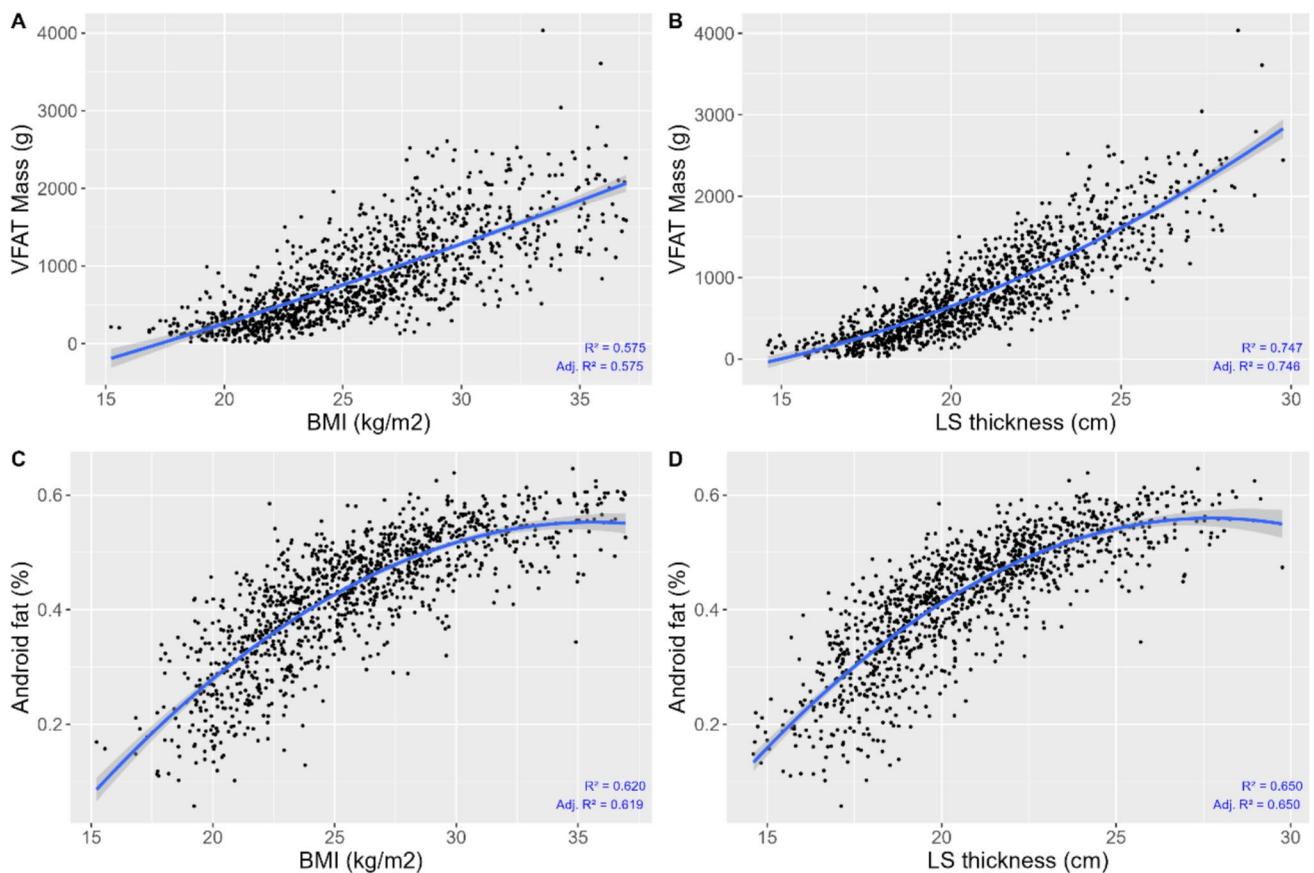 A
B
VFAT Mass (g)
4000
3000
2000
1000
0
R² = 0.575
Adj. R² = 0.575
15 20 25 30 35
BMI (kg/m2)
VFAT Mass (g)
4000
3000
2000
1000
0
R² = 0.747
Adj. R² = 0.746
15 20 25 30
LS thickness (cm)
C
D
Android fat (%)
0.6
0.4
0.2
R² = 0.620
Adj. R² = 0.619
15 20 25 30 35
BMI (kg/m2)
Android fat (%)
0.6
0.4
0.2
R² = 0.650
Adj. R² = 0.650
15 20 25 30
LS thickness (cm)